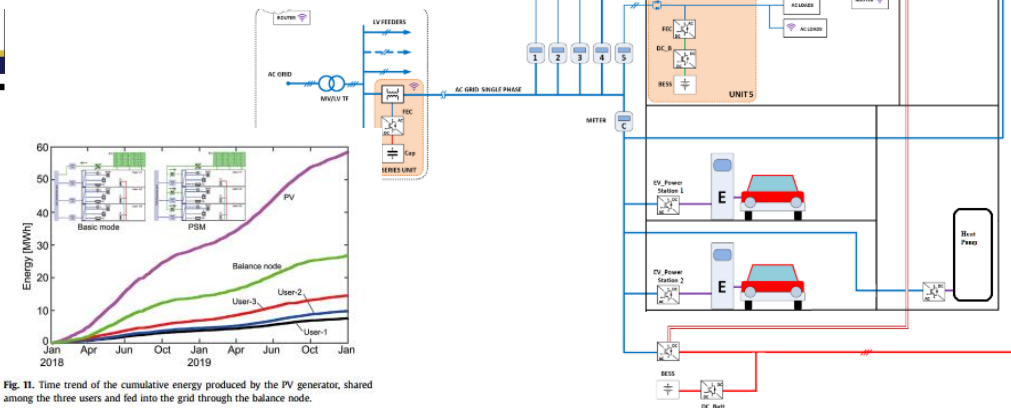 ROUTER
LV FEEDERS
AC GRID
MV/LV TF
FEC
Cap
SERIES UNIT
AC GRID SINGLE PHASE
1 2 3 4 5
METER
C
FEC
DC_B
BESS
UNIT 5
AC LOADS
AC LOADS
EV_Power
Station 1
E
EV_Power
Station 2
E
Heat
Pump
BESS
DC_Batt
60
50
40
30
20
10
0
Energy [MWh]
Basic mode
PSM
PV
Balance node
User-3
User-2
User-1
Jan Apr Jun Oct Jan Apr Jun Oct Jan
2018 2019
Fig. 11. Time trend of the cumulative energy produced by the PV generator, shared
among the three users and fed into the grid through the balance node.